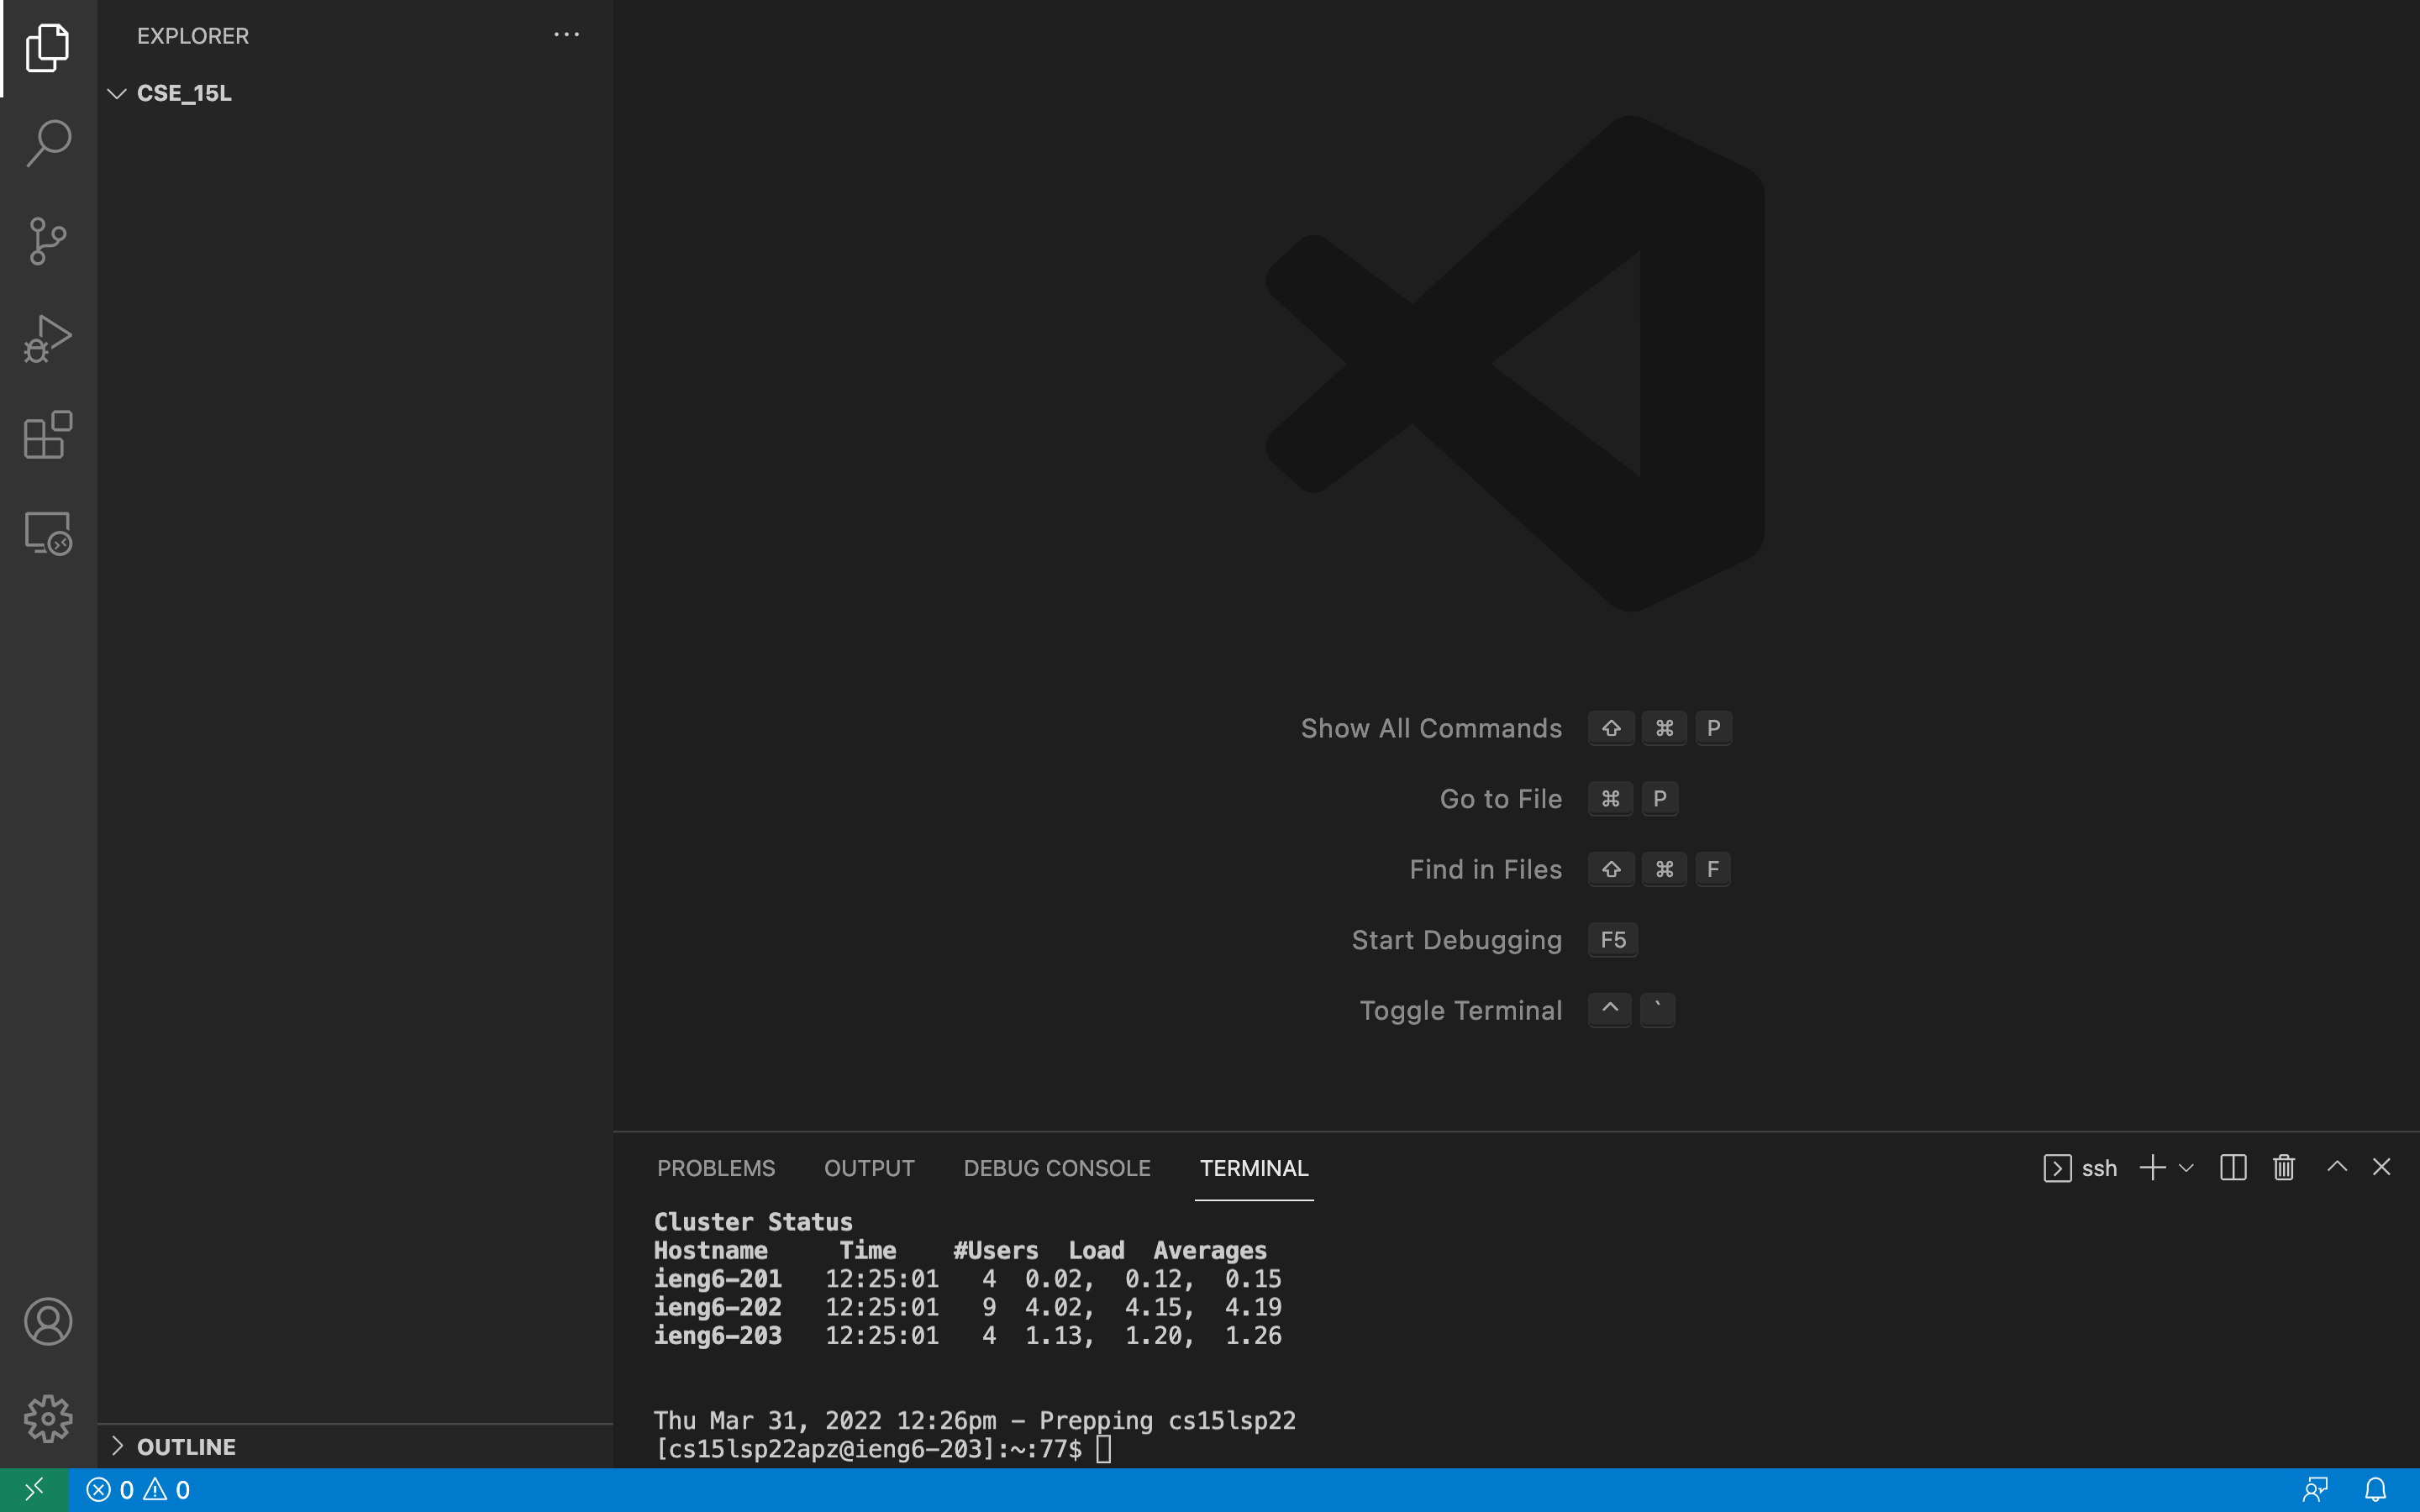 EXPLORER
CSE_15L
Show All Commands ⇧ ⌘ P
Go to File ⌘ P
Find in Files ⇧ ⌘ F
Start Debugging F5
Toggle Terminal ^ `
PROBLEMS OUTPUT DEBUG CONSOLE TERMINAL ssh
Cluster Status
Hostname Time #Users Load Averages
ieng6-201 12:25:01 4 0.02, 0.12, 0.15
ieng6-202 12:25:01 9 4.02, 4.15, 4.19
ieng6-203 12:25:01 4 1.13, 1.20, 1.26
Thu Mar 31, 2022 12:26pm - Prepping cs15lsp22
[cs15lsp22apz@ieng6-203]:~:77$
OUTLINE
0 0